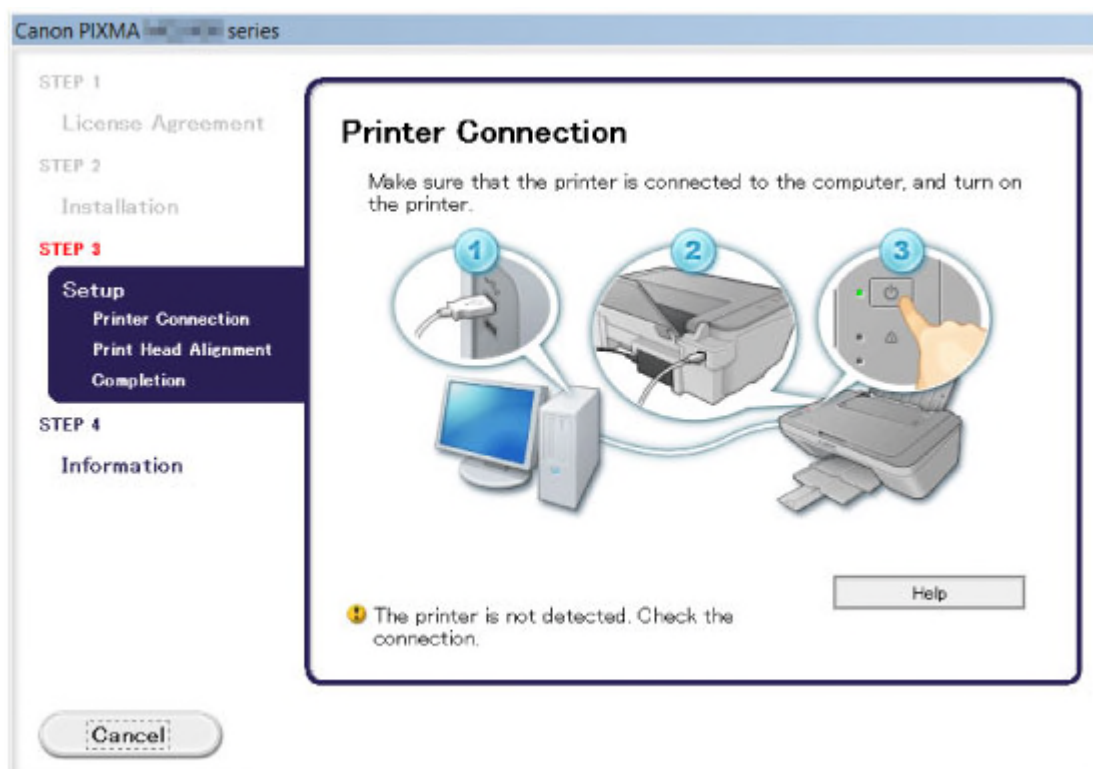 Canon PIXMA series
STEP 1
License Agreement
STEP 2
Installation
STEP 3
Setup
Printer Connection
Print Head Alignment
Completion
STEP 4
Information
Printer Connection
Make sure that the printer is connected to the computer, and turn on
the printer.
1
2
3
Help
The printer is not detected. Check the
connection.
Cancel